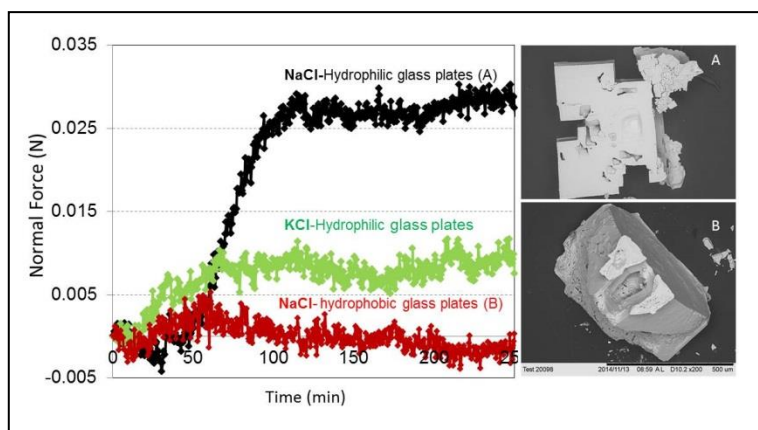 0.035
0.025
0.015
0.005
-0.005
Normal Force (N)
NaCl-Hydrophilic glass plates (A)
KCl-Hydrophilic glass plates
NaCl- hydrophobic glass plates (B)
0 50 100 150 200 25
Time (min)
A
B
Test 20098 2014/11/13 08:59 AL D10.2 x200 500 um